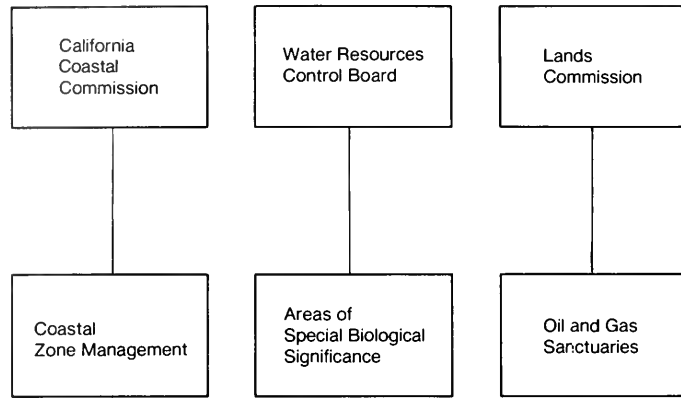 California
Coastal
Commission
Water Resources
Control Board
Lands
Commission
Coastal
Zone Management
Areas of
Special Biological
Significance
Oil and Gas
Sanctuaries